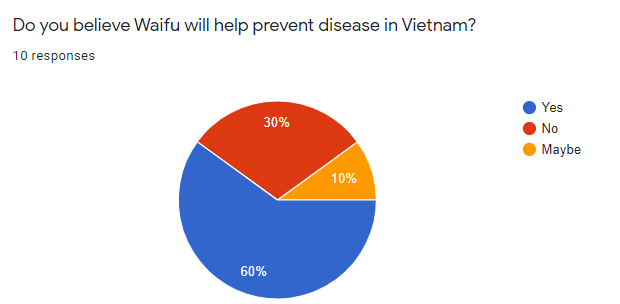 Do you believe Waifu will help prevent disease in Vietnam?
10 responses
30%
10%
60%
Yes
No
Maybe